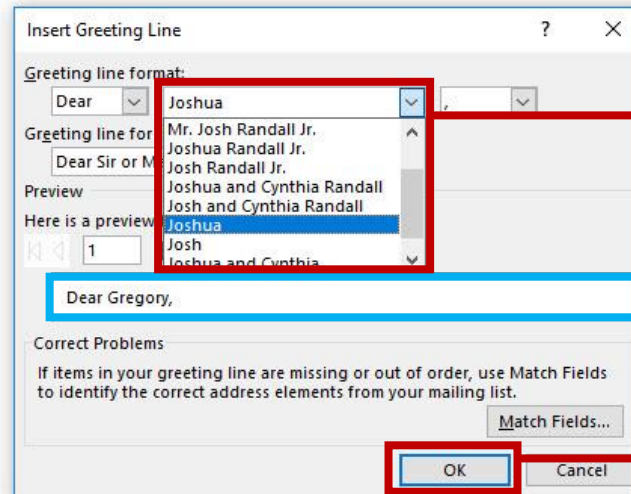 Insert Greeting Line ? ×
Greeting line format:
Dear Joshua ,
Mr. Josh Randall Jr.
Greeting line for
Joshua Randall Jr.
Dear Sir or M
Josh Randall Jr.
Joshua and Cynthia Randall
Preview
Josh and Cynthia Randall
Here is a preview
Joshua
1
Josh
Joshua and Cynthia
Dear Gregory,
Correct Problems
If items in your greeting line are missing or out of order, use Match Fields
to identify the correct address elements from your mailing list.
Match Fields...
OK Cancel